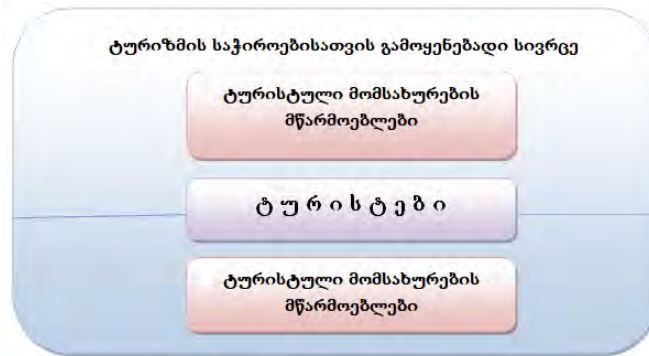 ტურიზმის საჭიროებისათვის გამოყენებადი სივრცე
ტურისტული მომსახურების
მწარმოებლები
ტ უ რ ი ს ტ ე ბ ი
ტურისტული მომსახურების
მწარმოებლები